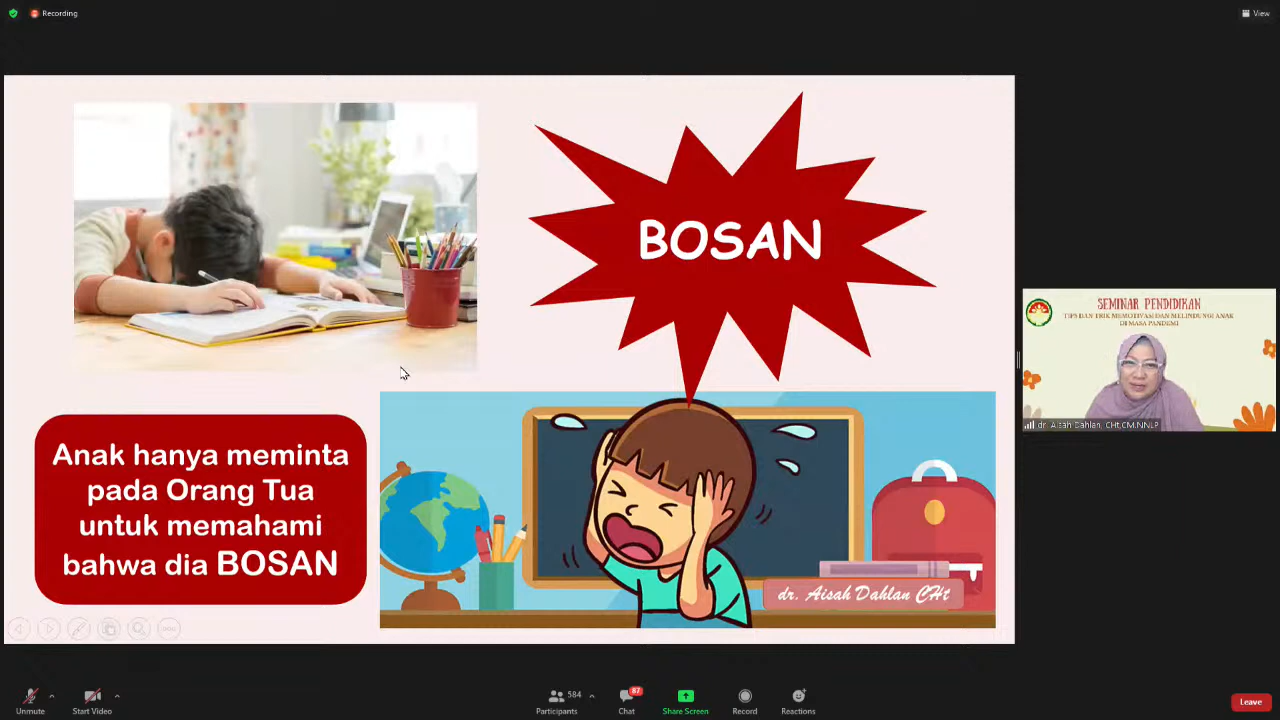 Recording
View
BOSAN
SEMINAR PENDIDIKAN
TIPS DAN TRIK MEMOTIVASI DAN MELINDUNGI ANAK
DI MASA PANDEMI
dr. Aisah Dahlan, CHt,CM.NNLP
Anak hanya meminta
pada Orang Tua
untuk memahami
bahwa dia BOSAN
dr. Aisah Dahlan CHt
Unmute
Start Video
584
Participants
87
Chat
Share Screen
Record
Reactions
Leave